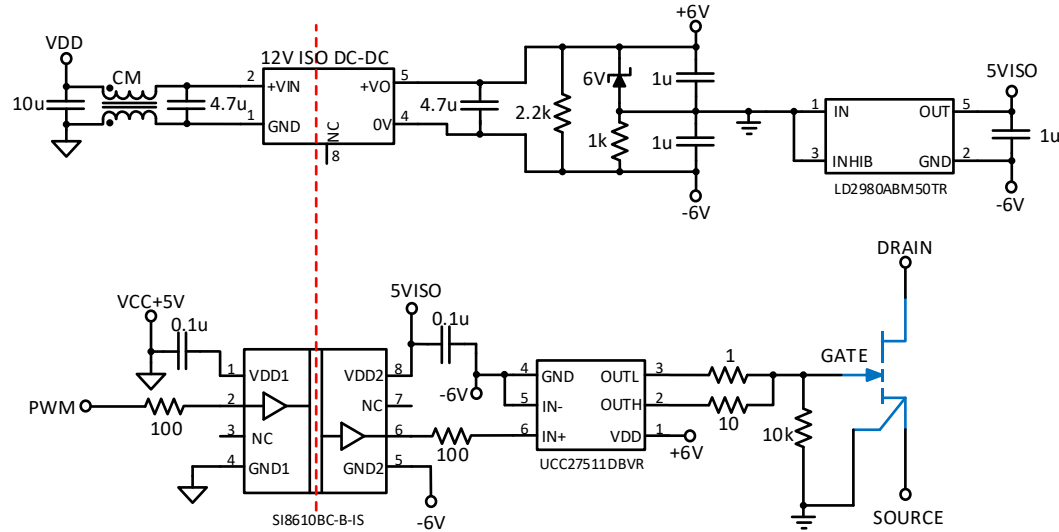 +6V
VDD
CM
12V ISO DC-DC
10u
4.7u
2
+VIN
1
GND
NC
8
+VO
5
0V
4
4.7u
2.2k
6V
1k
1u
1u
-6V
1
IN
3
INHIB
OUT
5
GND
2
LD2980ABM50TR
5VISO
1u
-6V
VCC+5V
0.1u
PWM
100
1
VDD1
2
3
NC
4
GND1
VDD2
8
NC
7
6
GND2
5
SI8610BC-B-IS
5VISO
0.1u
-6V
100
-6V
4
GND
5
IN-
6
IN+
OUTL
3
OUTH
2
VDD
1
+6V
UCC27511DBVR
1
10
10k
GATE
DRAIN
SOURCE